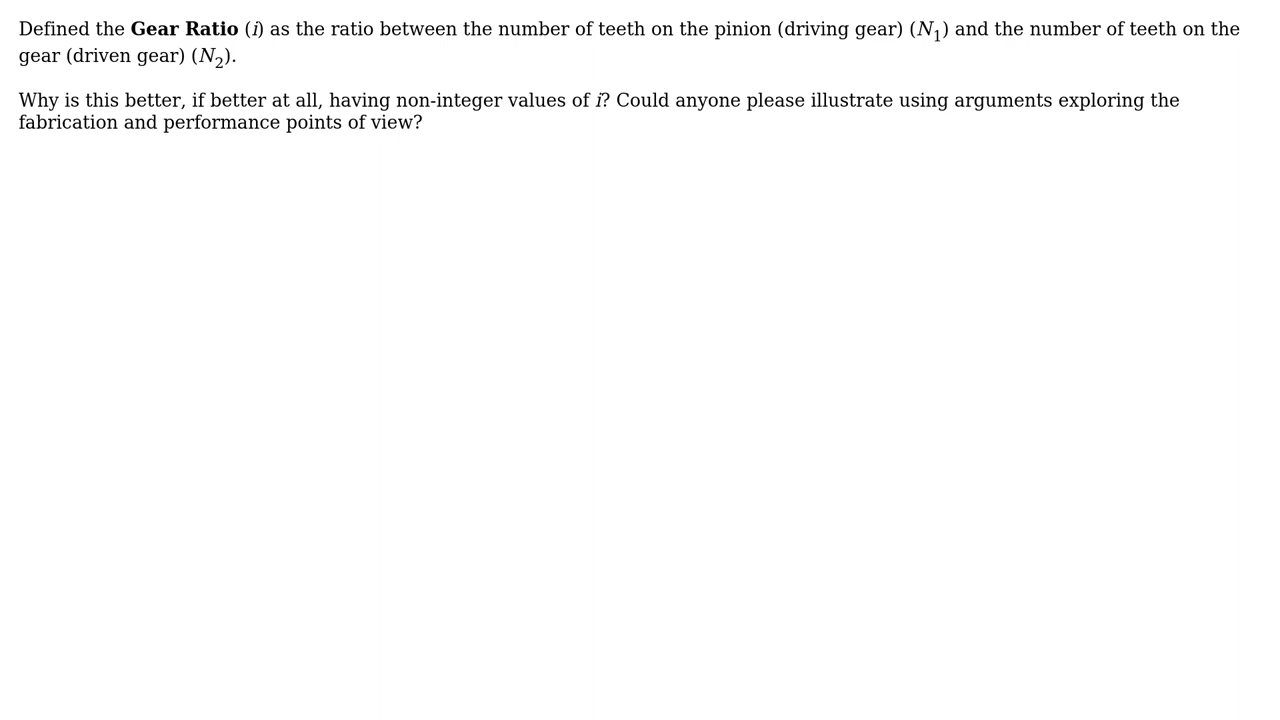 Defined the Gear Ratio (i) as the ratio between the number of teeth on the pinion (driving gear) (N1) and the number of teeth on the
gear (driven gear) (N2).
Why is this better, if better at all, having non-integer values of i? Could anyone please illustrate using arguments exploring the
fabrication and performance points of view?